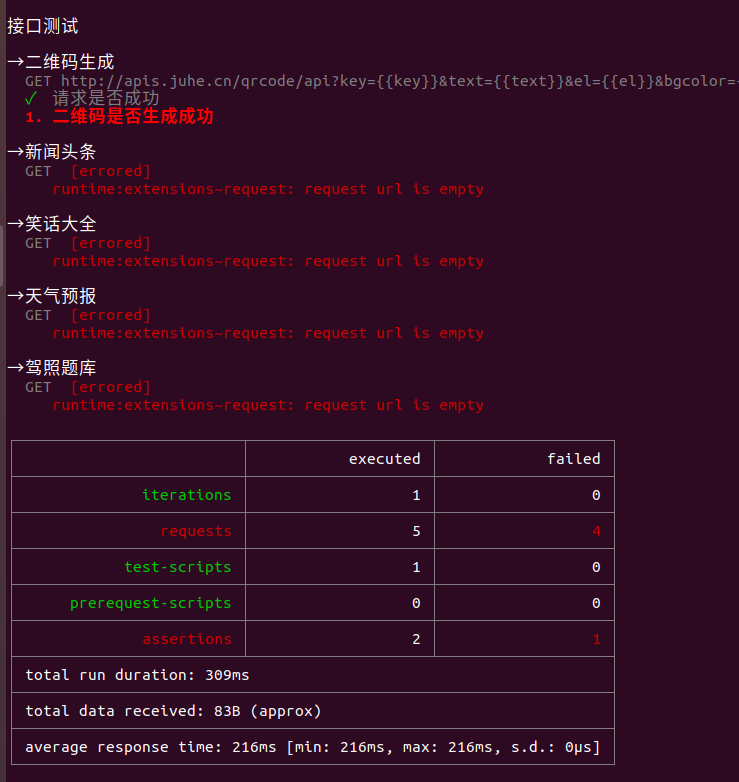 接口测试
→二维码生成
GET http://apis.juhe.cn/qrcode/api?key={{key}}&text={{text}}&el={{el}}&bgcolor=
✓ 请求是否成功
1. 二维码是否生成成功
→新闻头条
GET [errored]
runtime:extensions~request: request url is empty
→笑话大全
GET [errored]
runtime:extensions~request: request url is empty
→天气预报
GET [errored]
runtime:extensions~request: request url is empty
→驾照题库
GET [errored]
runtime:extensions~request: request url is empty
executed failed
iterations 1 0
requests 5 4
test-scripts 1 0
prerequest-scripts 0 0
assertions 2 1
total run duration: 309ms
total data received: 83B (approx)
average response time: 216ms [min: 216ms, max: 216ms, s.d.: 0µs]